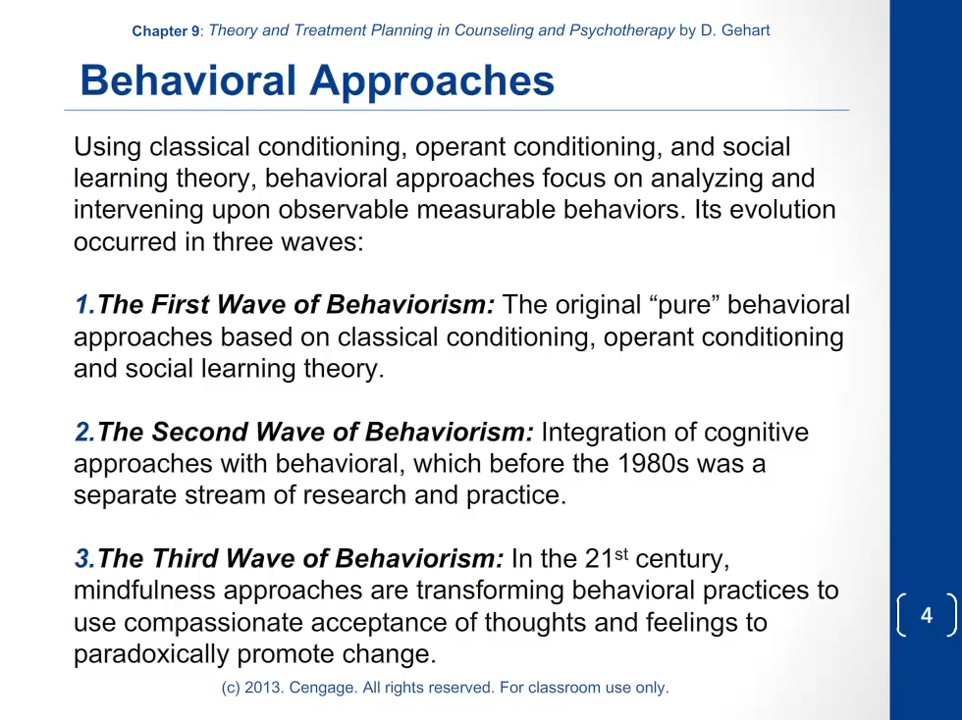 Chapter 9: Theory and Treatment Planning in Counseling and Psychotherapy by D. Gehart
Behavioral Approaches
Using classical conditioning, operant conditioning, and social
learning theory, behavioral approaches focus on analyzing and
intervening upon observable measurable behaviors. Its evolution
occurred in three waves:
1.The First Wave of Behaviorism: The original “pure” behavioral
approaches based on classical conditioning, operant conditioning
and social learning theory.
2.The Second Wave of Behaviorism: Integration of cognitive
approaches with behavioral, which before the 1980s was a
separate stream of research and practice.
3.The Third Wave of Behaviorism: In the 21st century,
mindfulness approaches are transforming behavioral practices to
use compassionate acceptance of thoughts and feelings to
paradoxically promote change.
4
(c) 2013. Cengage. All rights reserved. For classroom use only.